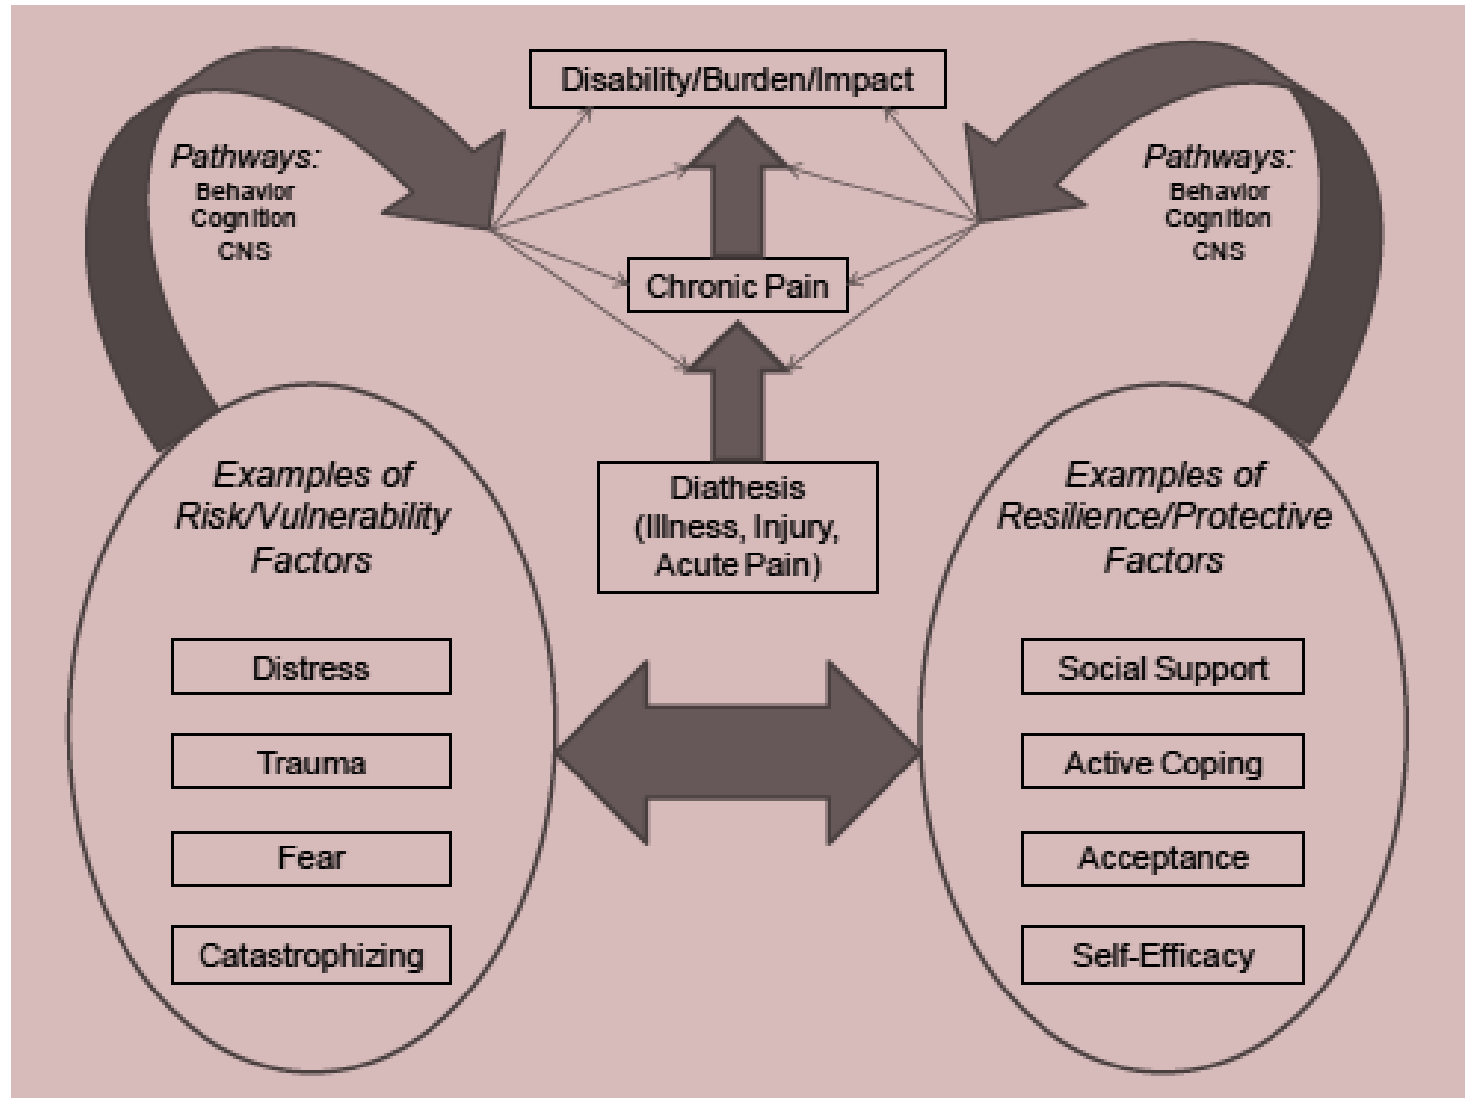 Disability/Burden/Impact
Pathways:
Behavior
Cognition
CNS
Pathways:
Behavior
Cognition
CNS
Chronic Pain
Diathesis
(Illness, Injury,
Acute Pain)
Examples of
Risk/Vulnerability
Factors
Distress
Trauma
Fear
Catastrophizing
Examples of
Resilience/Protective
Factors
Social Support
Active Coping
Acceptance
Self-Efficacy